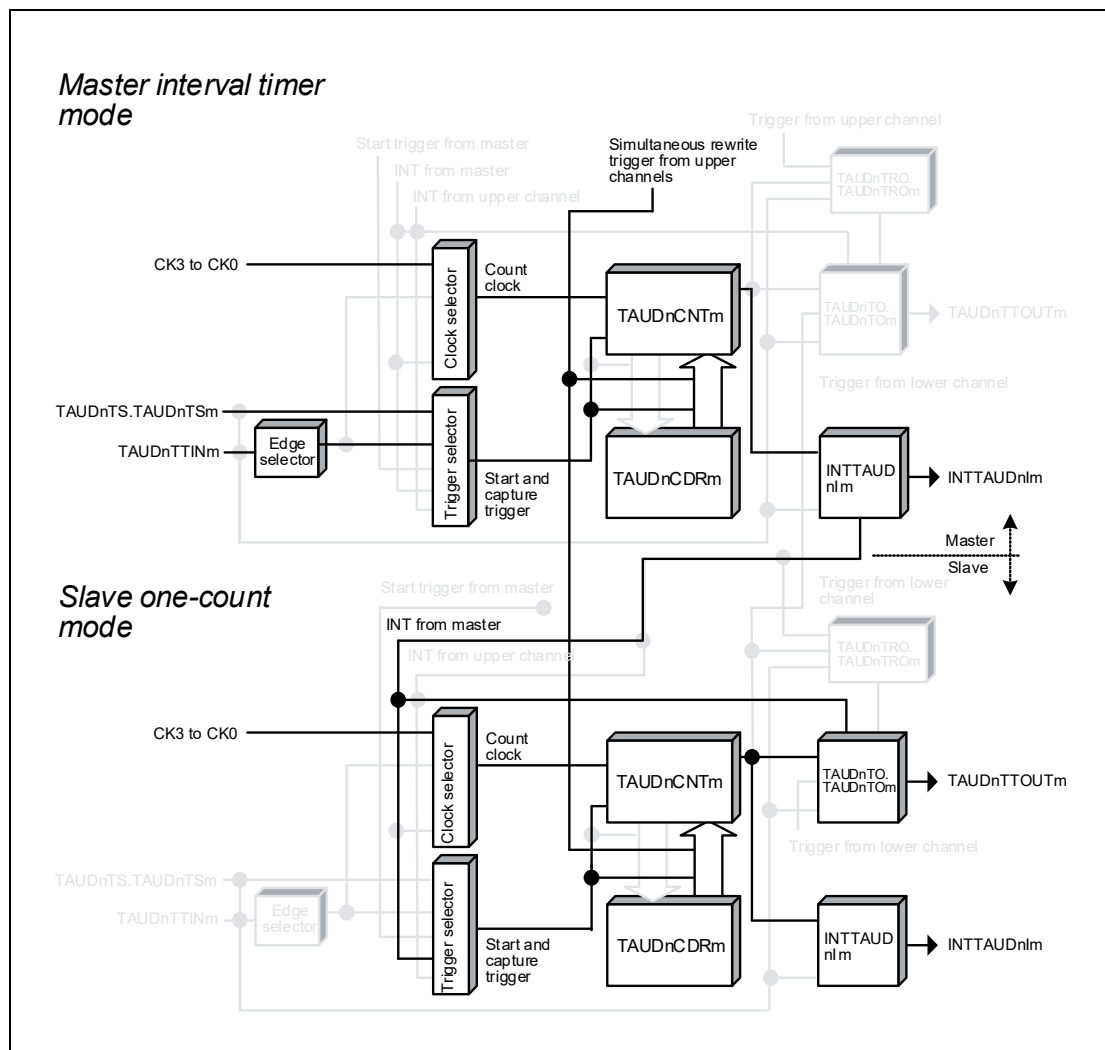 Master interval timer
mode
Trigger from upper channel
Start trigger from master
Simultaneous rewrite
trigger from upper
channels
INT from master
INT from upper channel
TAUDnTRO.
TAUDnTROm
CK3 to CK0
Clock selector
Count
clock
TAUDnCNTm
TAUDnTO.
TAUDnTOm
TAUDnTTOUTm
Trigger from lower channel
TAUDnTS.TAUDnTSm
TAUDnTTINm
Edge
selector
Trigger selector
Start and
capture
trigger
TAUDnCDRm
INTTAUD
nIm
INTTAUDnIm
Master
Slave
Slave one-count
mode
Start trigger from master
INT from master
INT from upper channel
Trigger from lower
channel
TAUDnTRO.
TAUDnTROm
CK3 to CK0
Clock selector
Count
clock
TAUDnCNTm
TAUDnTO.
TAUDnTOm
TAUDnTTOUTm
Trigger from lower channel
TAUDnTS.TAUDnTSm
TAUDnTTINm
Edge
selector
Trigger selector
Start and
capture
trigger
TAUDnCDRm
INTTAUD
nIm
INTTAUDnIm